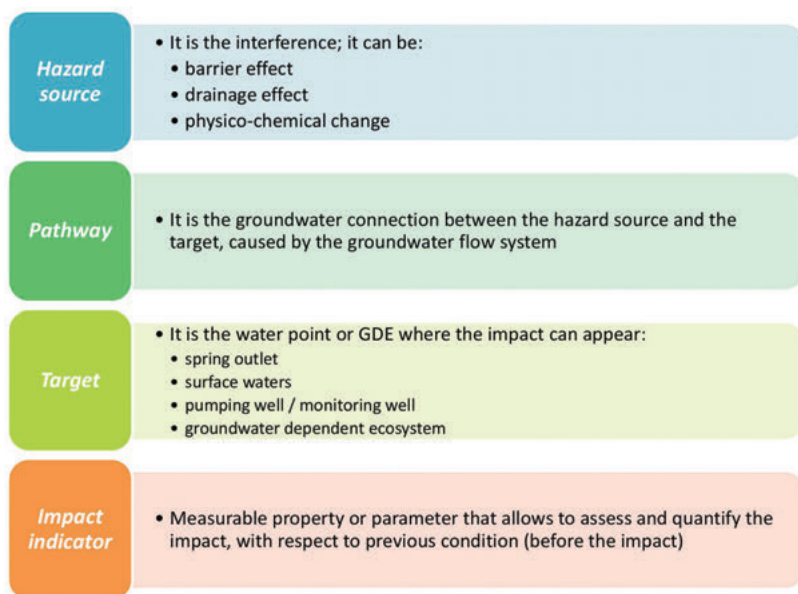 Hazard
source
• It is the interference; it can be:
• barrier effect
• drainage effect
• physico-chemical change
Pathway
• It is the groundwater connection between the hazard source and the
target, caused by the groundwater flow system
Target
• It is the water point or GDE where the impact can appear:
• spring outlet
• surface waters
• pumping well / monitoring well
• groundwater dependent ecosystem
Impact
indicator
• Measurable property or parameter that allows to assess and quantify the
impact, with respect to previous condition (before the impact)